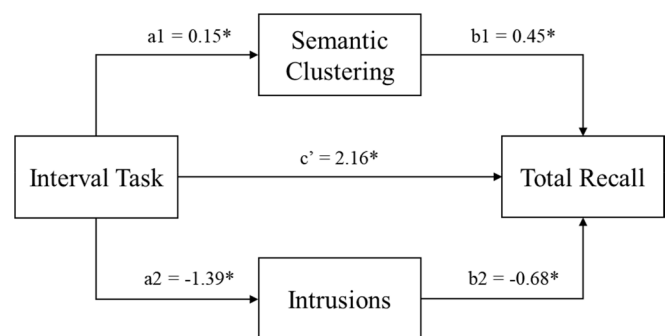 a1 = 0.15*
Semantic
Clustering
b1 = 0.45*
Interval Task
c’ = 2.16*
Total Recall
a2 = -1.39*
Intrusions
b2 = -0.68*